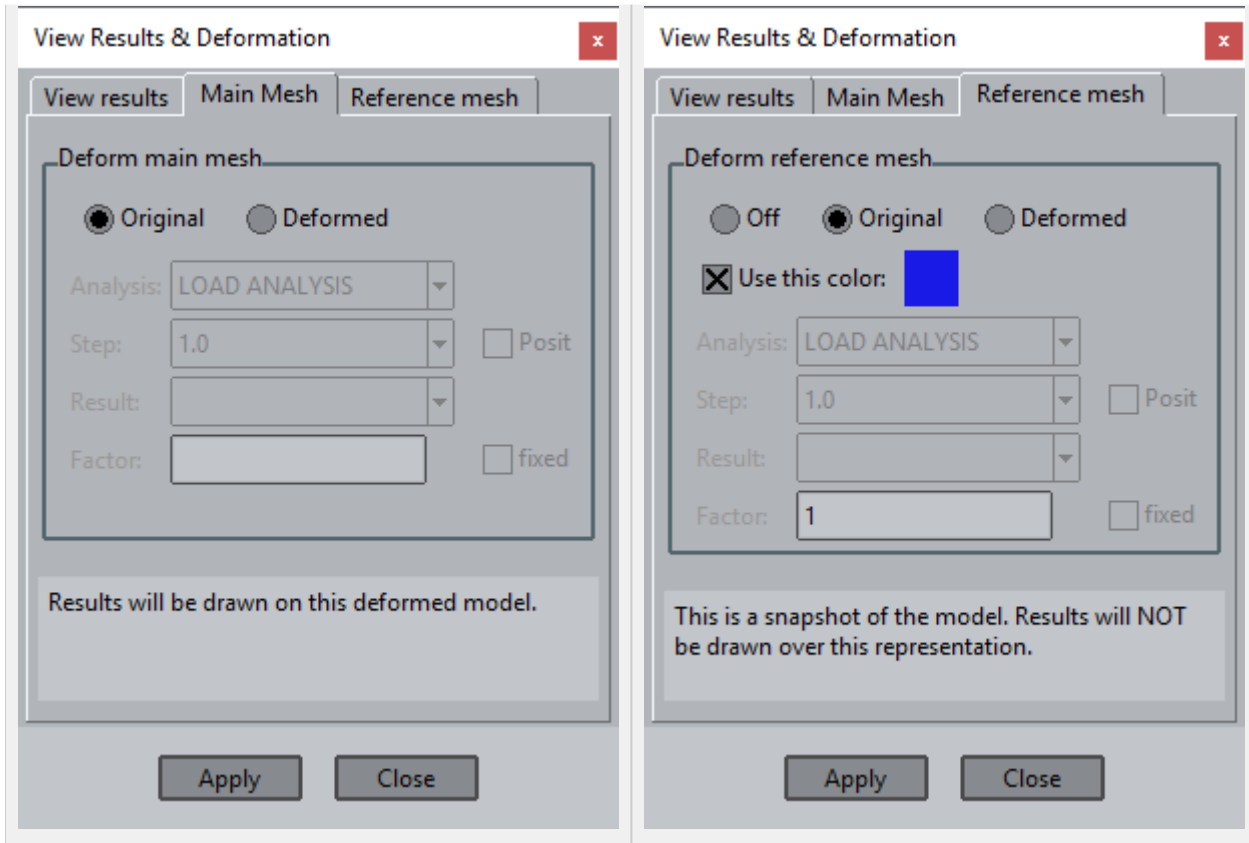 View Results & Deformation
x
View results Main Mesh Reference mesh
Deform main mesh
Original Deformed
Analysis: LOAD ANALYSIS
Step: 1.0 Posit
Result:
Factor: fixed
Results will be drawn on this deformed model.
Apply Close
View Results & Deformation
x
View results Main Mesh Reference mesh
Deform reference mesh
Off Original Deformed
Use this color:
Analysis: LOAD ANALYSIS
Step: 1.0 Posit
Result:
Factor: 1 fixed
This is a snapshot of the model. Results will NOT
be drawn over this representation.
Apply Close